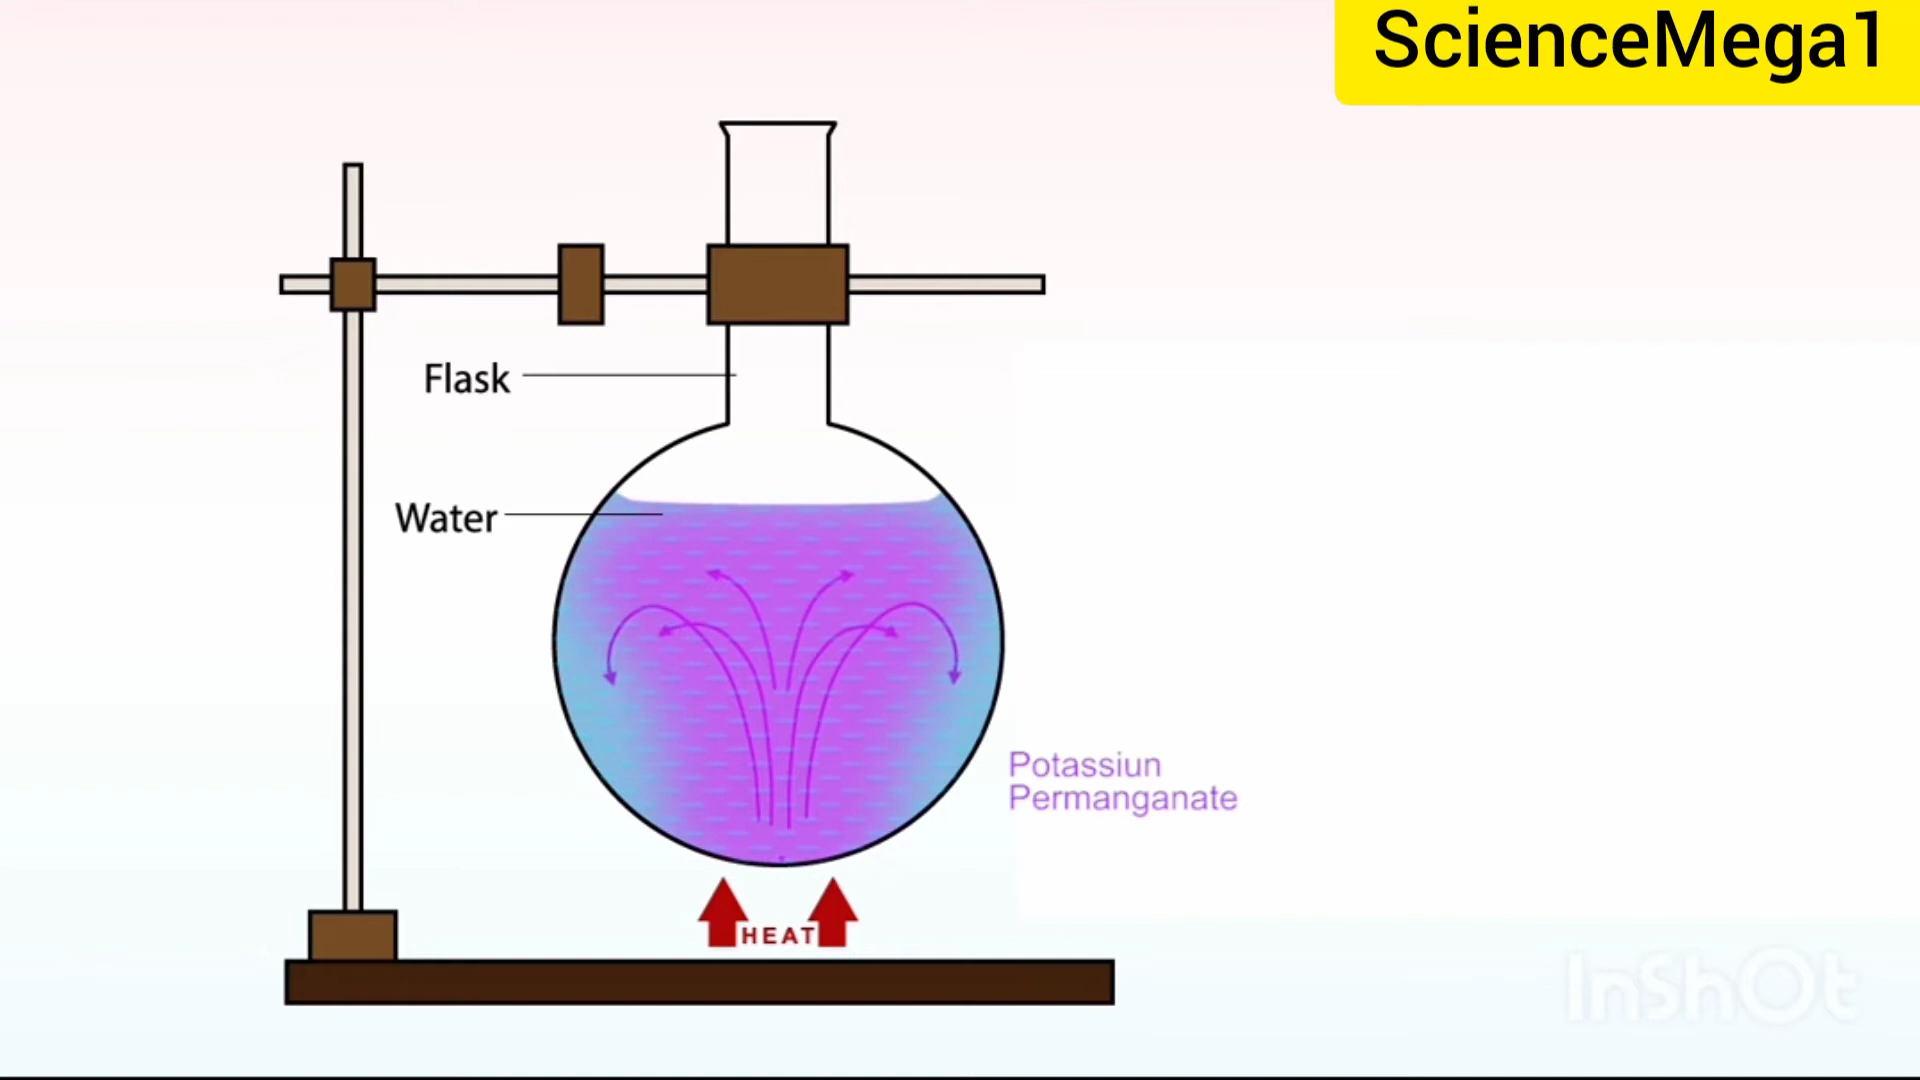 ScienceMega1
Flask
Water
Potassiun
Permanganate
HEAT
InShOt